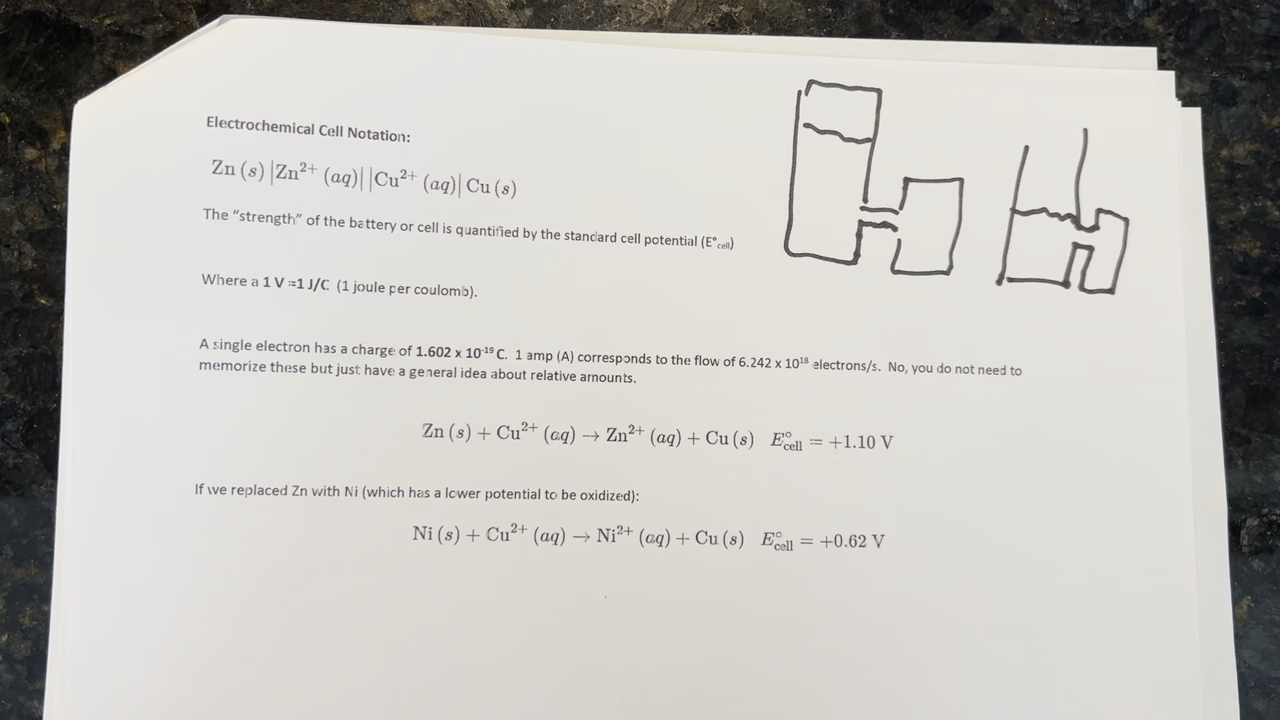 Electrochemical Cell Notation:
Zn (s) |Zn²⁺ (aq)| |Cu²⁺ (aq)| Cu (s)
The “strength” of the battery or cell is quantified by the standard cell potential (E°cell)
Where a 1 V =1 J/C (1 joule per coulomb).
A single electron has a charge of 1.602 x 10⁻¹⁹ C. 1 amp (A) corresponds to the flow of 6.242 x 10¹⁸ electrons/s. No, you do not need to
memorize these but just have a general idea about relative amounts.
Zn (s) + Cu²⁺ (aq) → Zn²⁺ (aq) + Cu (s) E°cell = +1.10 V
If we replaced Zn with Ni (which has a lower potential to be oxidized):
Ni (s) + Cu²⁺ (aq) → Ni²⁺ (aq) + Cu (s) E°cell = +0.62 V